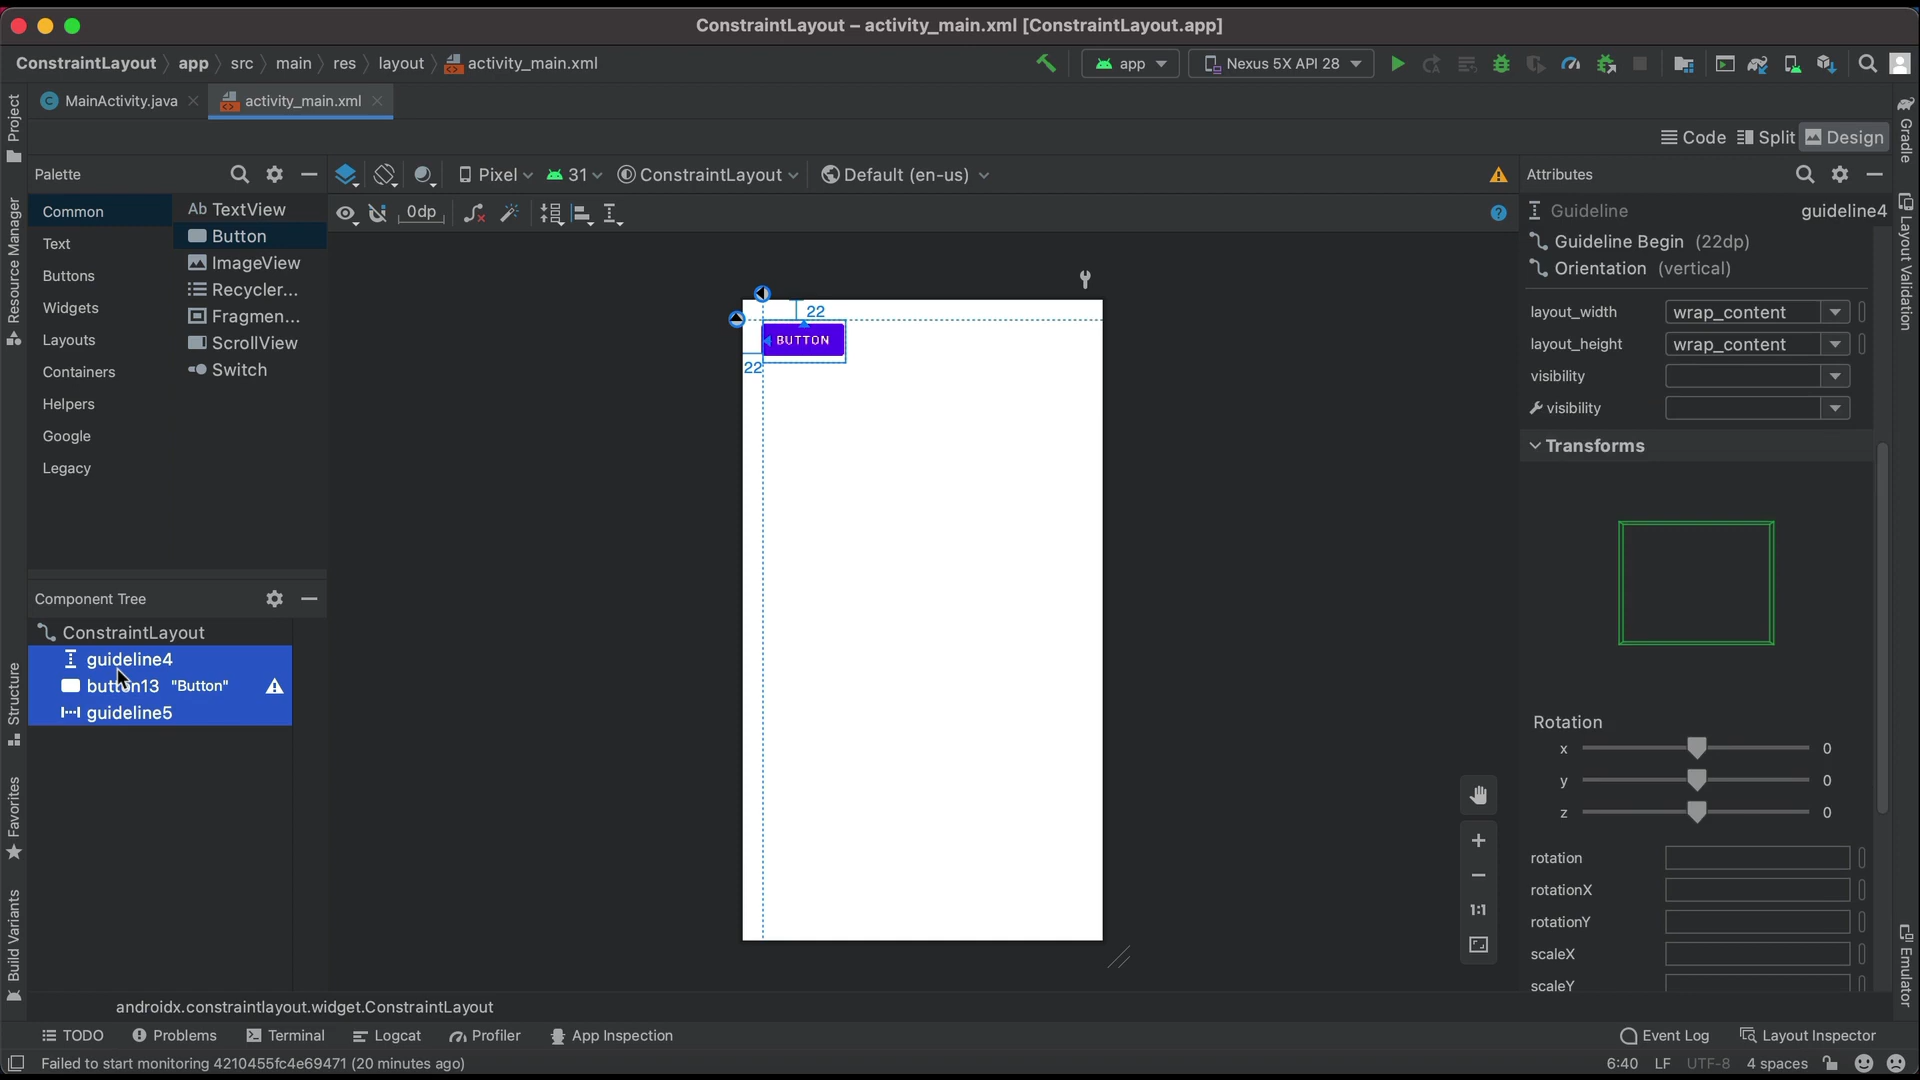 ConstraintLayout – activity_main.xml [ConstraintLayout.app]
ConstraintLayout app src main res layout activity_main.xml
app
Nexus 5X API 28
MainActivity.java
activity_main.xml
Code
Split
Design
Project
Resource Manager
Structure
Favorites
Build Variants
Palette
Common
Text
Buttons
Widgets
Layouts
Containers
Helpers
Google
Legacy
Ab TextView
Button
ImageView
Recycler...
Fragmen...
ScrollView
Switch
Pixel
31
ConstraintLayout
Default (en-us)
0dp
22
BUTTON
22
1:1
Component Tree
ConstraintLayout
guideline4
button13 "Button"
guideline5
Attributes
Guideline guideline4
Guideline Begin (22dp)
Orientation (vertical)
layout_width wrap_content
layout_height wrap_content
visibility
visibility
Transforms
Rotation
x 0
y 0
z 0
rotation
rotationX
rotationY
scaleX
scaleY
Gradle
Layout Validation
Emulator
androidx.constraintlayout.widget.ConstraintLayout
TODO
Problems
Terminal
Logcat
Profiler
App Inspection
Event Log
Layout Inspector
Failed to start monitoring 4210455fc4e69471 (20 minutes ago)
6:40 LF UTF-8 4 spaces